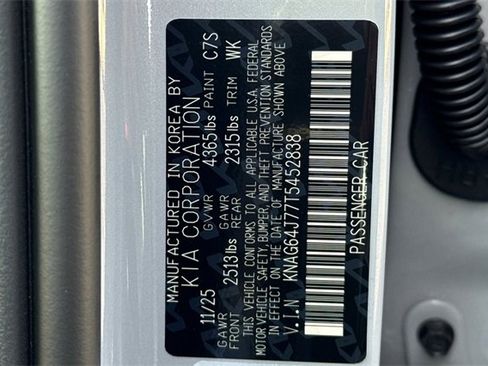 MANUFACTURED IN KOREA BY
KIA CORPORATION
11/25 GVWR 4365lbs PAINT C7S
GAWR GAWR
FRONT 2513lbs REAR 2315lbs TRIM WK
THIS VEHICLE CONFORMS TO ALL APPLICABLE U.S.A. FEDERAL
MOTOR VEHICLE SAFETY, BUMPER, AND THEFT PREVENTION STANDARDS
IN EFFECT ON THE DATE OF MANUFACTURE SHOWN ABOVE
V.I.N KNAG64J77T5452838
PASSENGER CAR